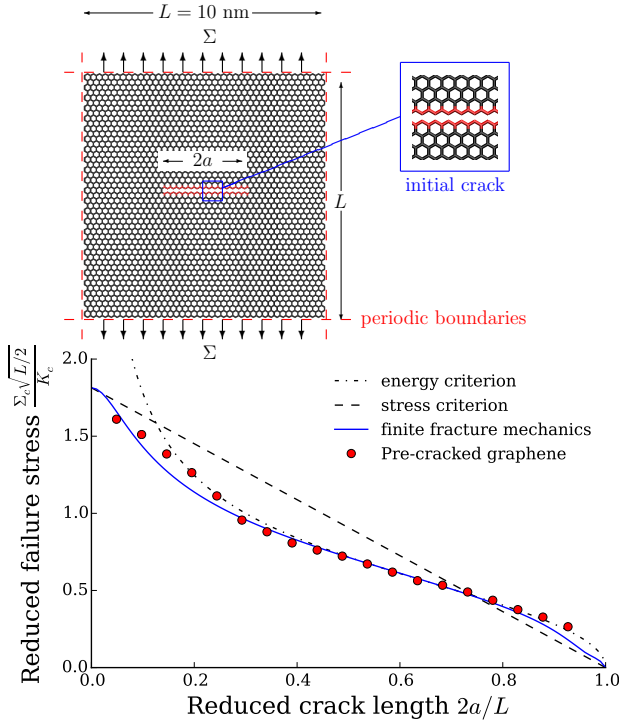 L = 10 nm
Σ
2a
initial crack
L
periodic boundaries
Σ
Reduced failure stress Σ_c√(L/2)/K_c
2.0
1.5
1.0
0.5
0.0
energy criterion
stress criterion
finite fracture mechanics
Pre-cracked graphene
0.0 0.2 0.4 0.6 0.8 1.0
Reduced crack length 2a/L